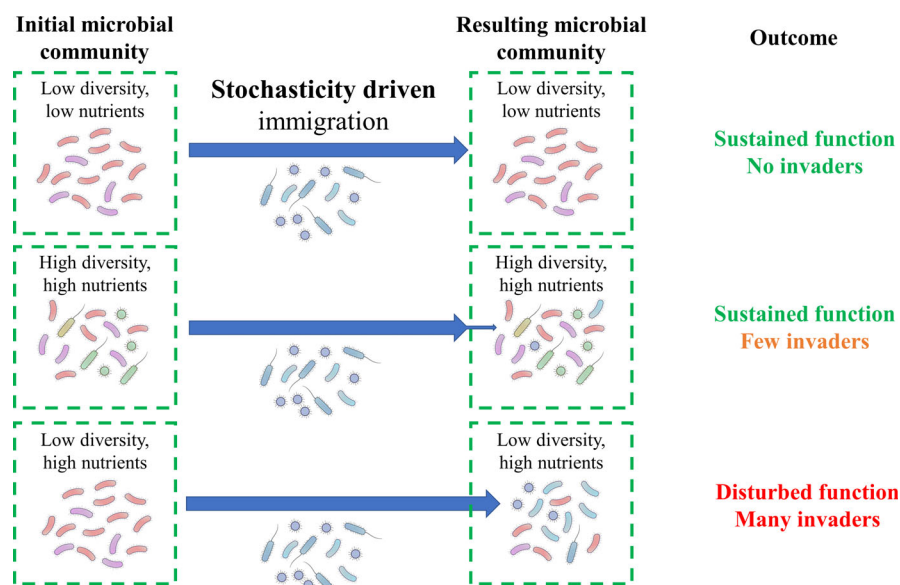 Initial microbial
community
Resulting microbial
community
Outcome
Stochasticity driven
immigration
Low diversity,
low nutrients
Low diversity,
low nutrients
Sustained function
No invaders
High diversity,
high nutrients
High diversity,
high nutrients
Sustained function
Few invaders
Low diversity,
high nutrients
Low diversity,
high nutrients
Disturbed function
Many invaders